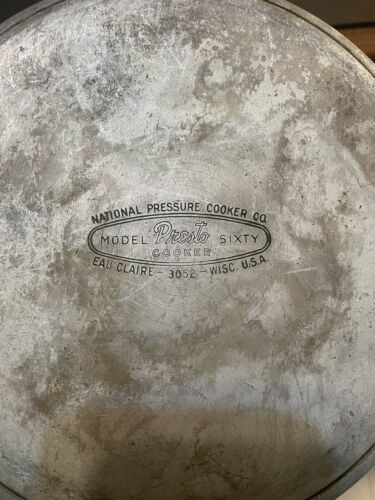 NATIONAL PRESSURE COOKER CO.
MODEL Presto SIXTY
COOKER
EAU CLAIRE - 3052 - WISC. U.S.A.